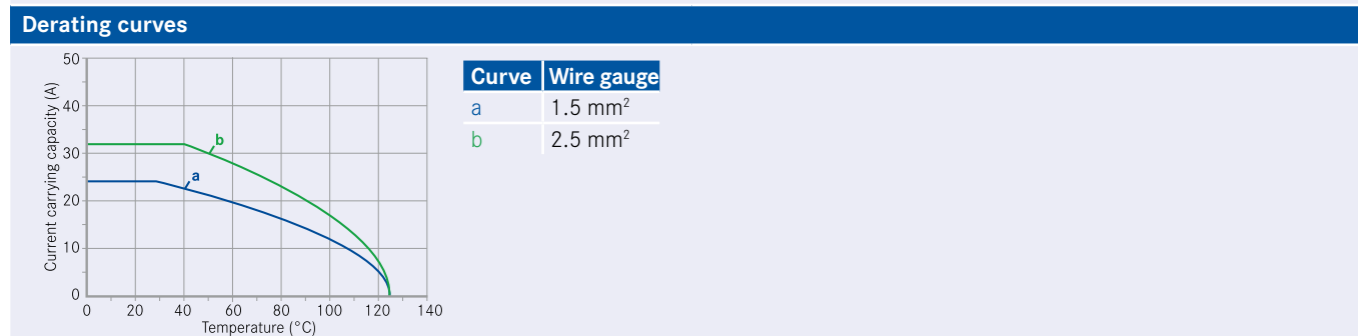 Derating curves
50
40
30
20
10
0
Current carrying capacity (A)
b
a
0 20 40 60 80 100 120 140
Temperature (°C)
Curve Wire gauge
a 1.5 mm²
b 2.5 mm²